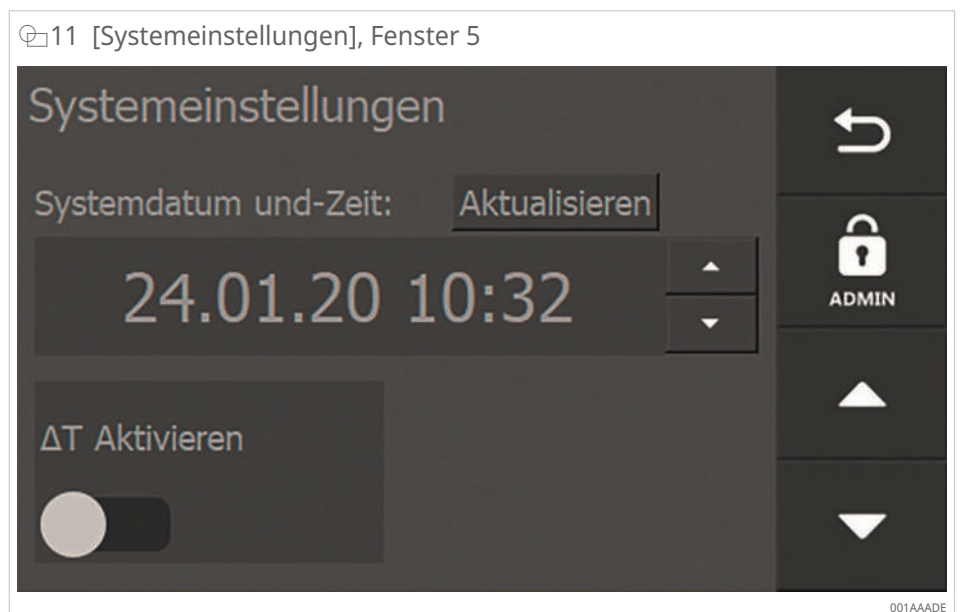 11 [Systemeinstellungen], Fenster 5
Systemeinstellungen
Systemdatum und-Zeit:
Aktualisieren
24.01.20 10:32
ADMIN
ΔT Aktivieren
001AAADE